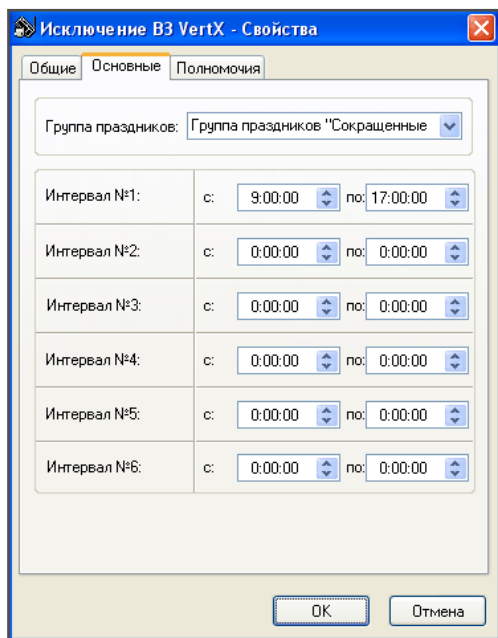 Исключение ВЗ VertX - Свойства
Общие Основные Полномочия
Группа праздников: Группа праздников "Сокращенные
Интервал №1: с: 9:00:00 по: 17:00:00
Интервал №2: с: 0:00:00 по: 0:00:00
Интервал №3: с: 0:00:00 по: 0:00:00
Интервал №4: с: 0:00:00 по: 0:00:00
Интервал №5: с: 0:00:00 по: 0:00:00
Интервал №6: с: 0:00:00 по: 0:00:00
OK Отмена